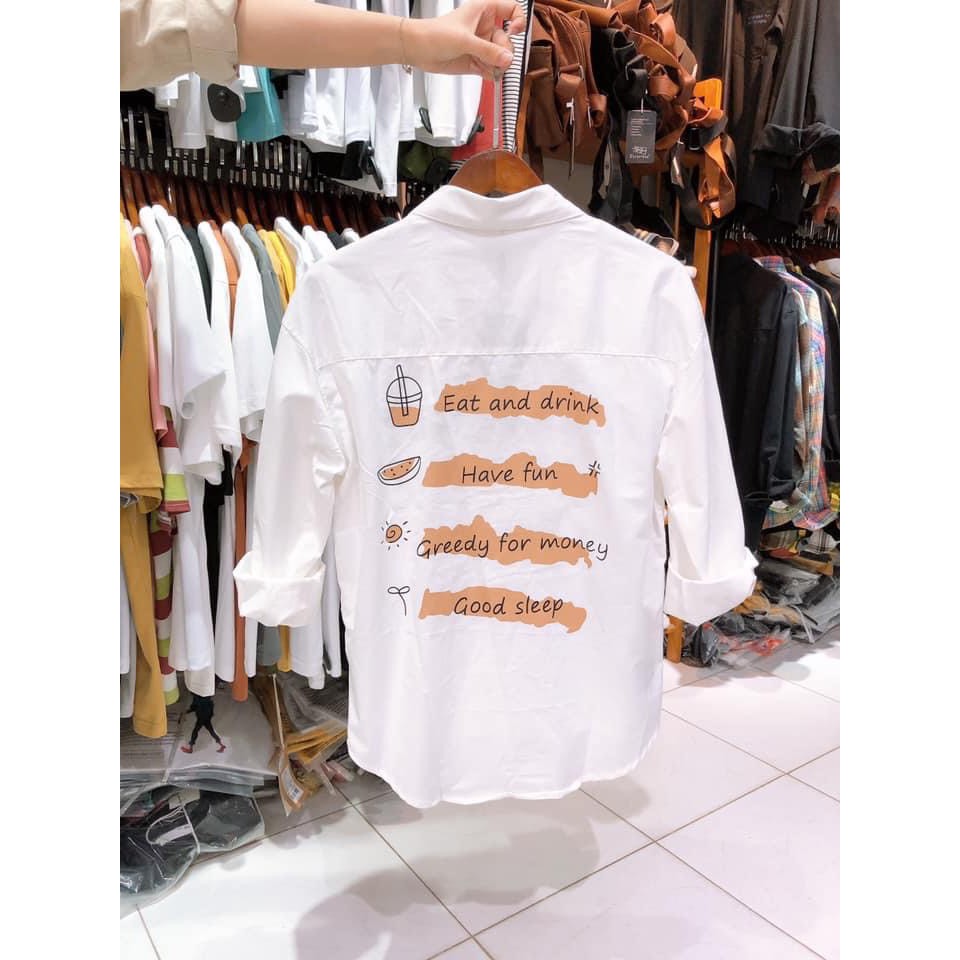 Eat and drink
Have fun
Greedy for money
Good sleep